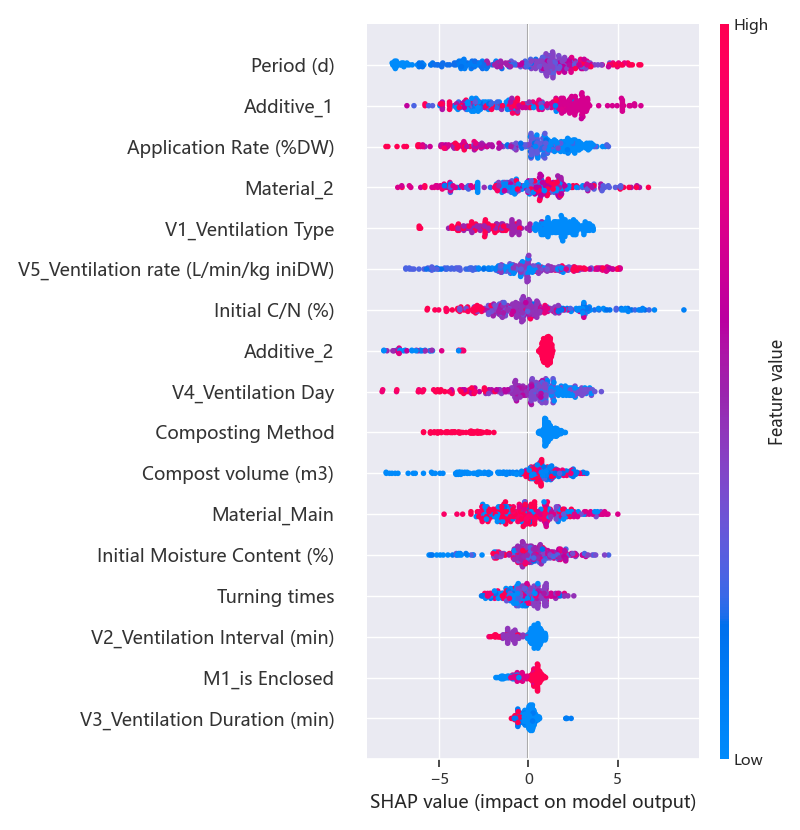 High
Period (d)
Additive_1
Application Rate (%DW)
Material_2
V1_Ventilation Type
V5_Ventilation rate (L/min/kg iniDW)
Initial C/N (%)
Additive_2
V4_Ventilation Day
Composting Method
Compost volume (m3)
Material_Main
Initial Moisture Content (%)
Turning times
V2_Ventilation Interval (min)
M1_is Enclosed
V3_Ventilation Duration (min)
Feature value
Low
−5 0 5
SHAP value (impact on model output)